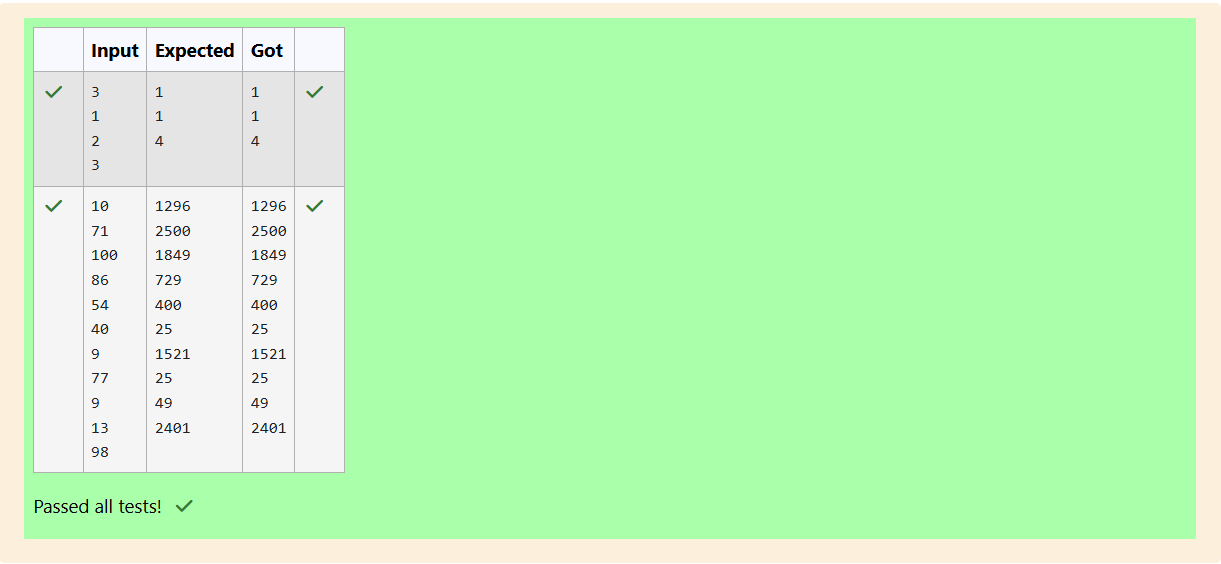 Input Expected Got
3 1 1
1 1 1
2 4 4
3
10 1296 1296
71 2500 2500
100 1849 1849
86 729 729
54 400 400
40 25 25
9 1521 1521
77 25 25
9 49 49
13 2401 2401
98
Passed all tests!